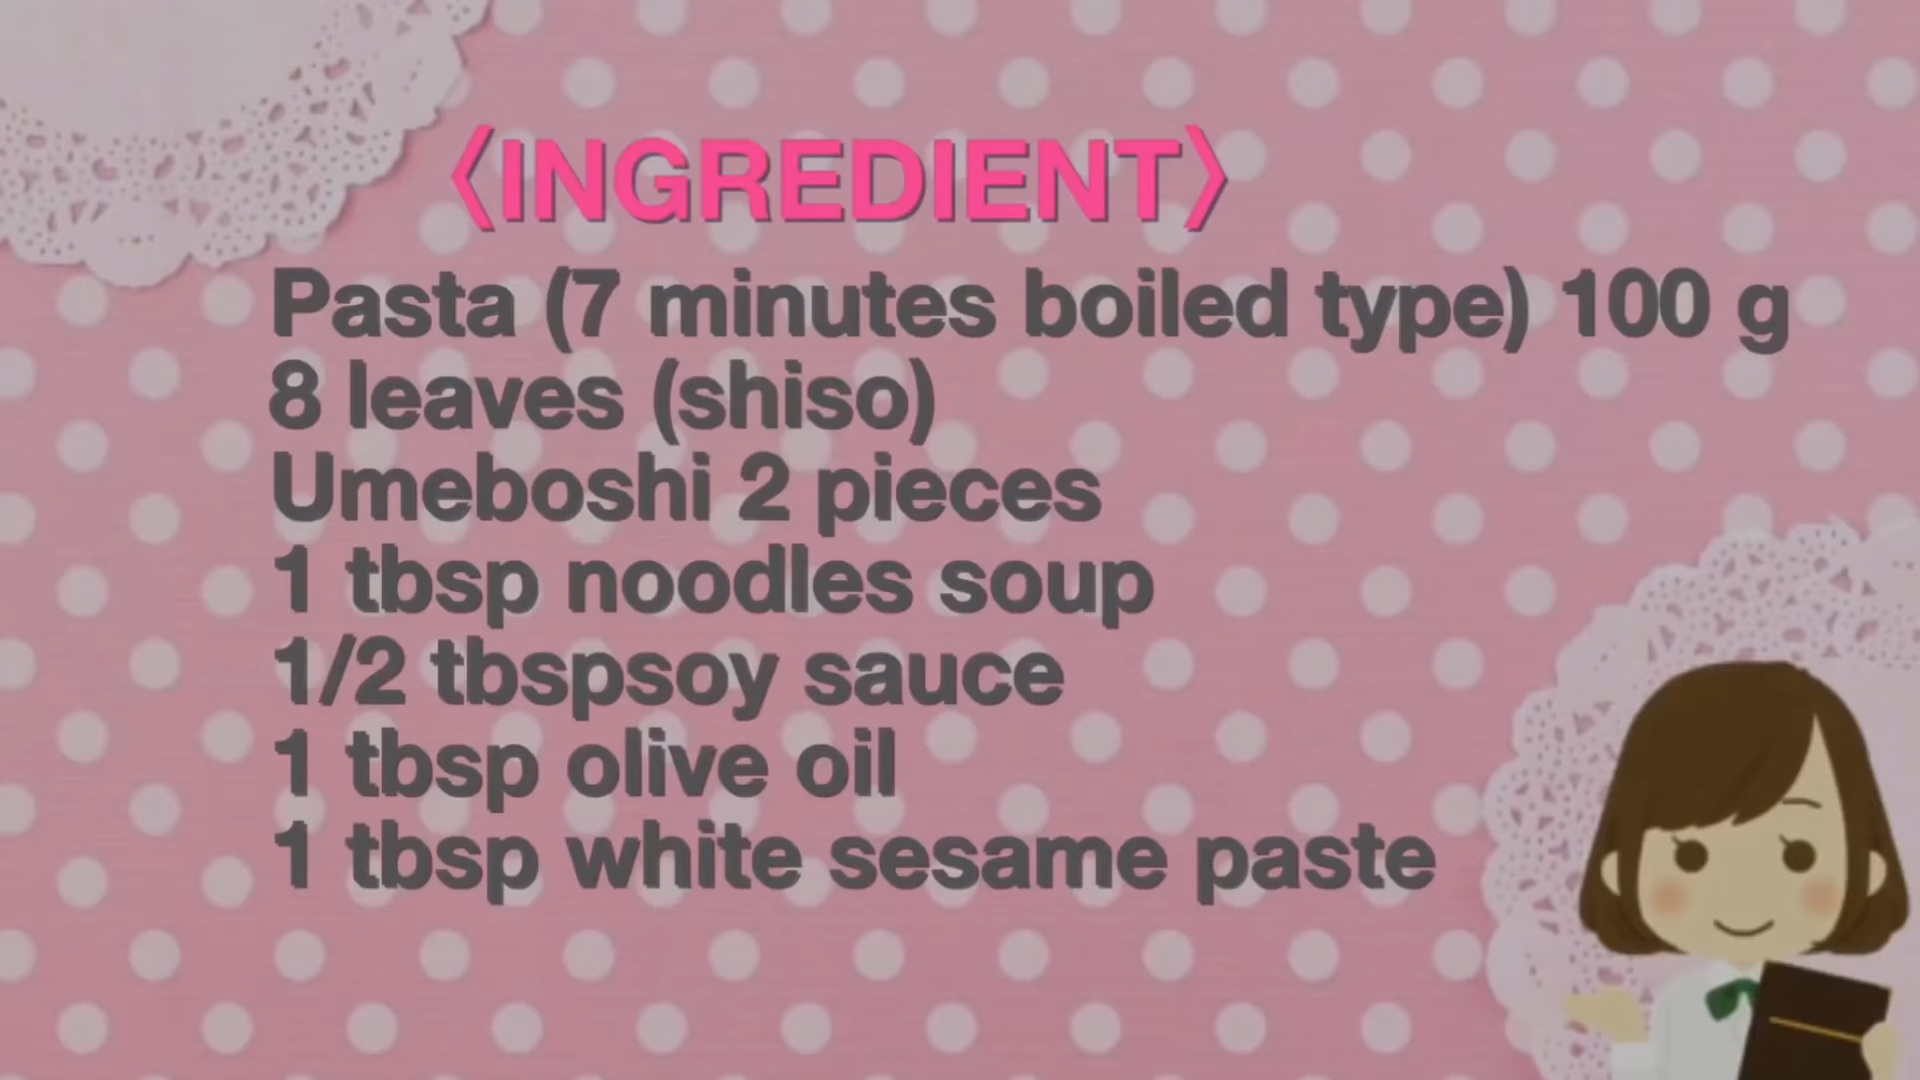 〈INGREDIENT〉
Pasta (7 minutes boiled type) 100 g
8 leaves (shiso)
Umeboshi 2 pieces
1 tbsp noodles soup
1/2 tbspsoy sauce
1 tbsp olive oil
1 tbsp white sesame paste